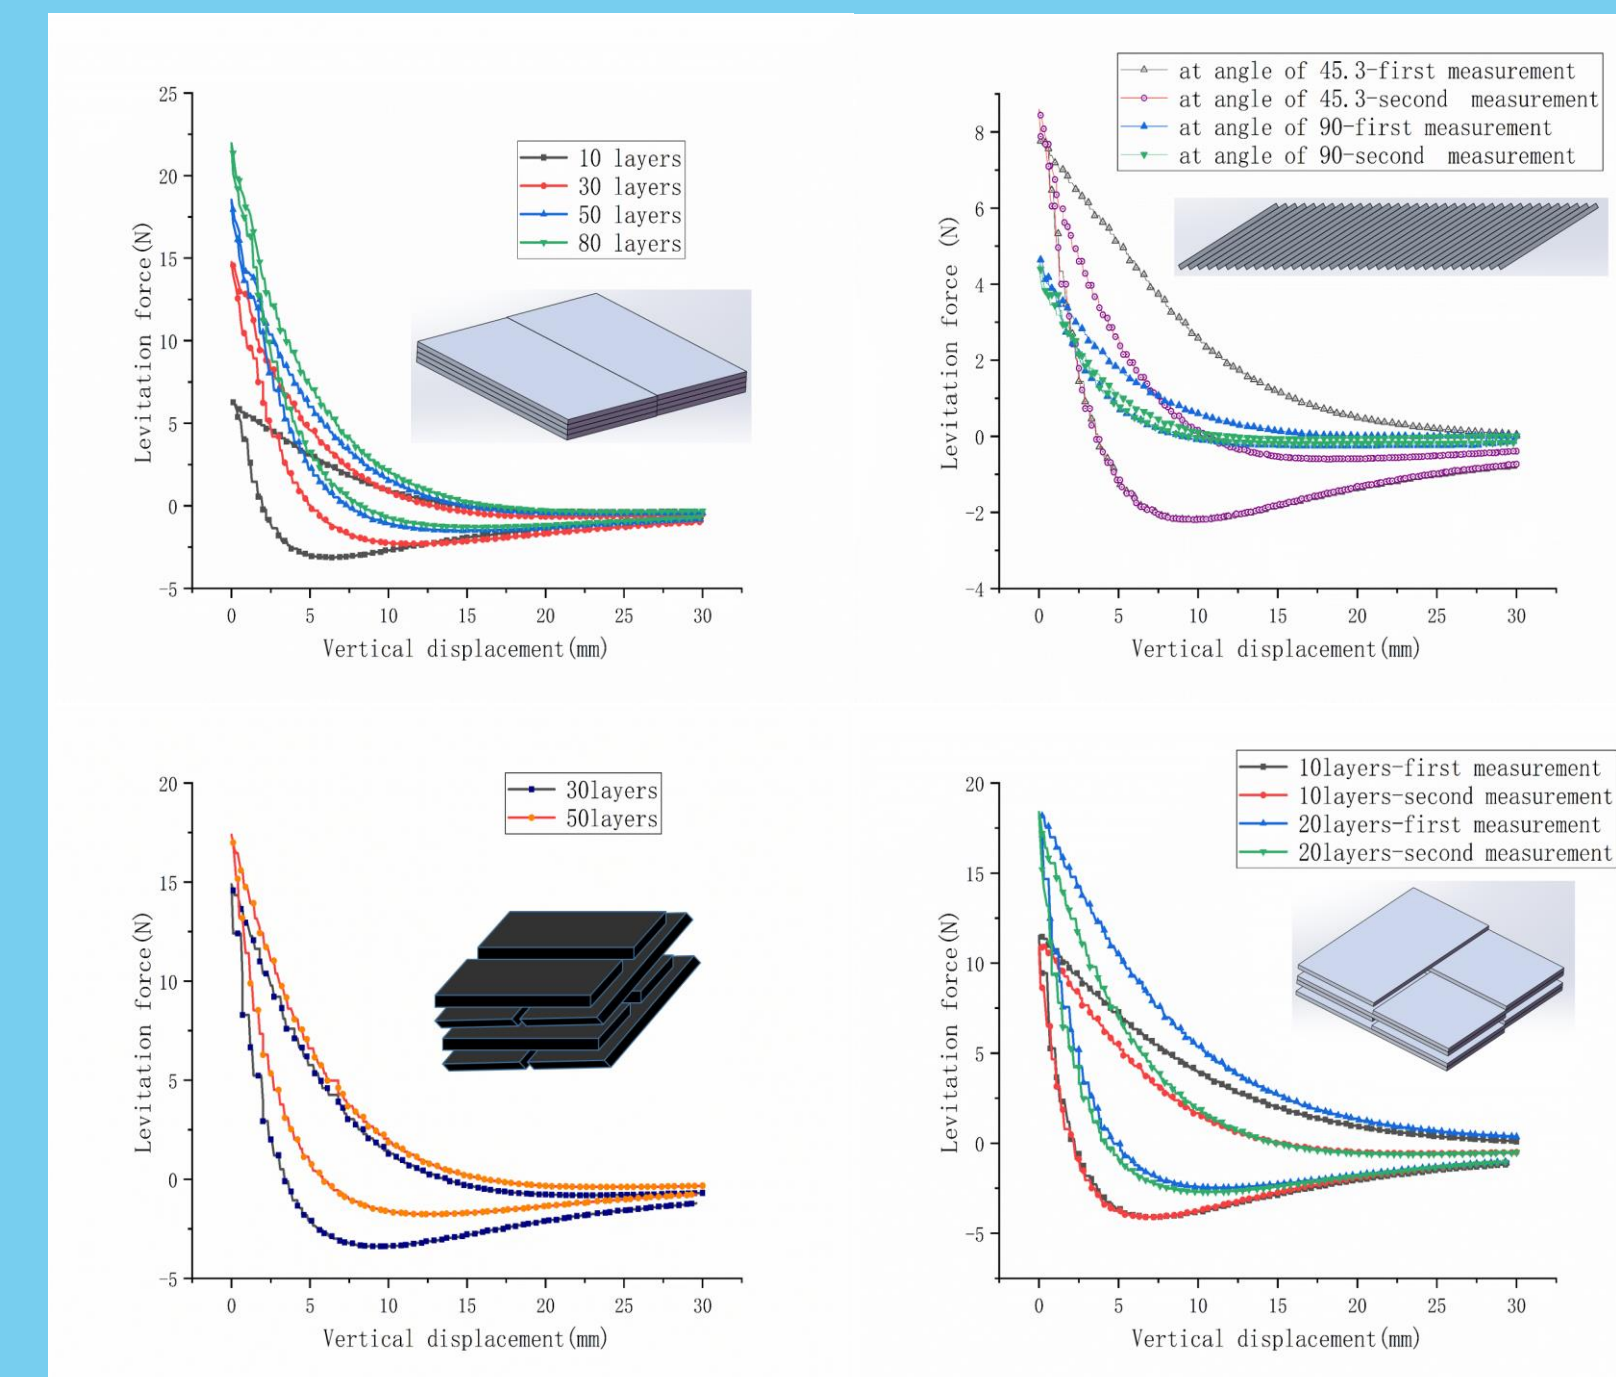 25
20
15
10
5
0
-5
Levitation force(N)
10 layers
30 layers
50 layers
80 layers
0 5 10 15 20 25 30
Vertical displacement(mm)
8
6
4
2
0
-2
-4
Levitation force (N)
at angle of 45.3-first measurement
at angle of 45.3-second measurement
at angle of 90-first measurement
at angle of 90-second measurement
0 5 10 15 20 25 30
Vertical displacement(mm)
20
15
10
5
0
-5
Levitation force(N)
30layers
50layers
0 5 10 15 20 25 30
Vertical displacement(mm)
20
15
10
5
0
-5
Levitation force(N)
10layers-first measurement
10layers-second measurement
20layers-first measurement
20layers-second measurement
0 5 10 15 20 25 30
Vertical displacement(mm)